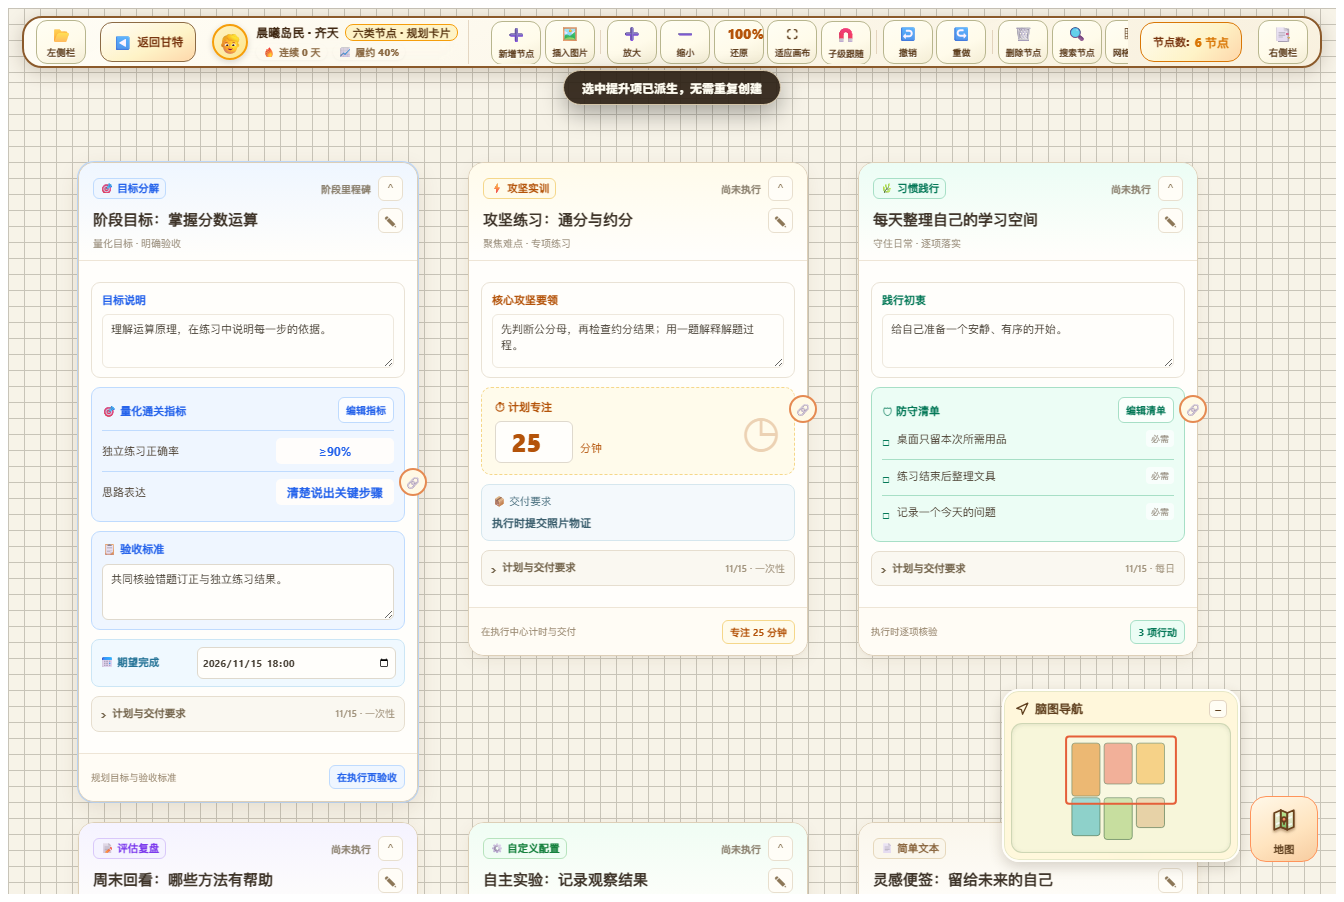 左侧栏
返回甘特
晨曦岛民 · 齐天
六类节点 · 规划卡片
连续 0 天
履约 40%
新增节点
插入图片
放大
缩小
100%
还原
适应画布
子级跟随
撤销
重做
删除节点
搜索节点
节点数: 6 节点
右侧栏
选中提升项已派生，无需重复创建
目标分解
阶段里程碑
阶段目标：掌握分数运算
量化目标 · 明确验收
目标说明
理解运算原理，在练习中说明每一步的依据。
量化通关指标
编辑指标
独立练习正确率
≥90%
思路表达
清楚说出关键步骤
验收标准
共同核验错题订正与独立练习结果。
期望完成
2026/11/15 18:00
计划与交付要求
11/15 · 一次性
规划目标与验收标准
在执行页验收
攻坚实训
尚未执行
攻坚练习：通分与约分
聚焦难点 · 专项练习
核心攻坚要领
先判断公分母，再检查约分结果；用一题解释解题过
程。
计划专注
25
分钟
交付要求
执行时提交照片物证
计划与交付要求
11/15 · 一次性
在执行中心计时与交付
专注 25 分钟
习惯践行
尚未执行
每天整理自己的学习空间
守住日常 · 逐项落实
践行初衷
给自己准备一个安静、有序的开始。
防守清单
编辑清单
桌面只留本次所需用品
必需
练习结束后整理文具
必需
记录一个今天的问题
必需
计划与交付要求
11/15 · 每日
执行时逐项核验
3 项行动
脑图导航
地图
评估复盘
尚未执行
周末回看：哪些方法有帮助
自定义配置
尚未执行
自主实验：记录观察结果
简单文本
灵感便签：留给未来的自己